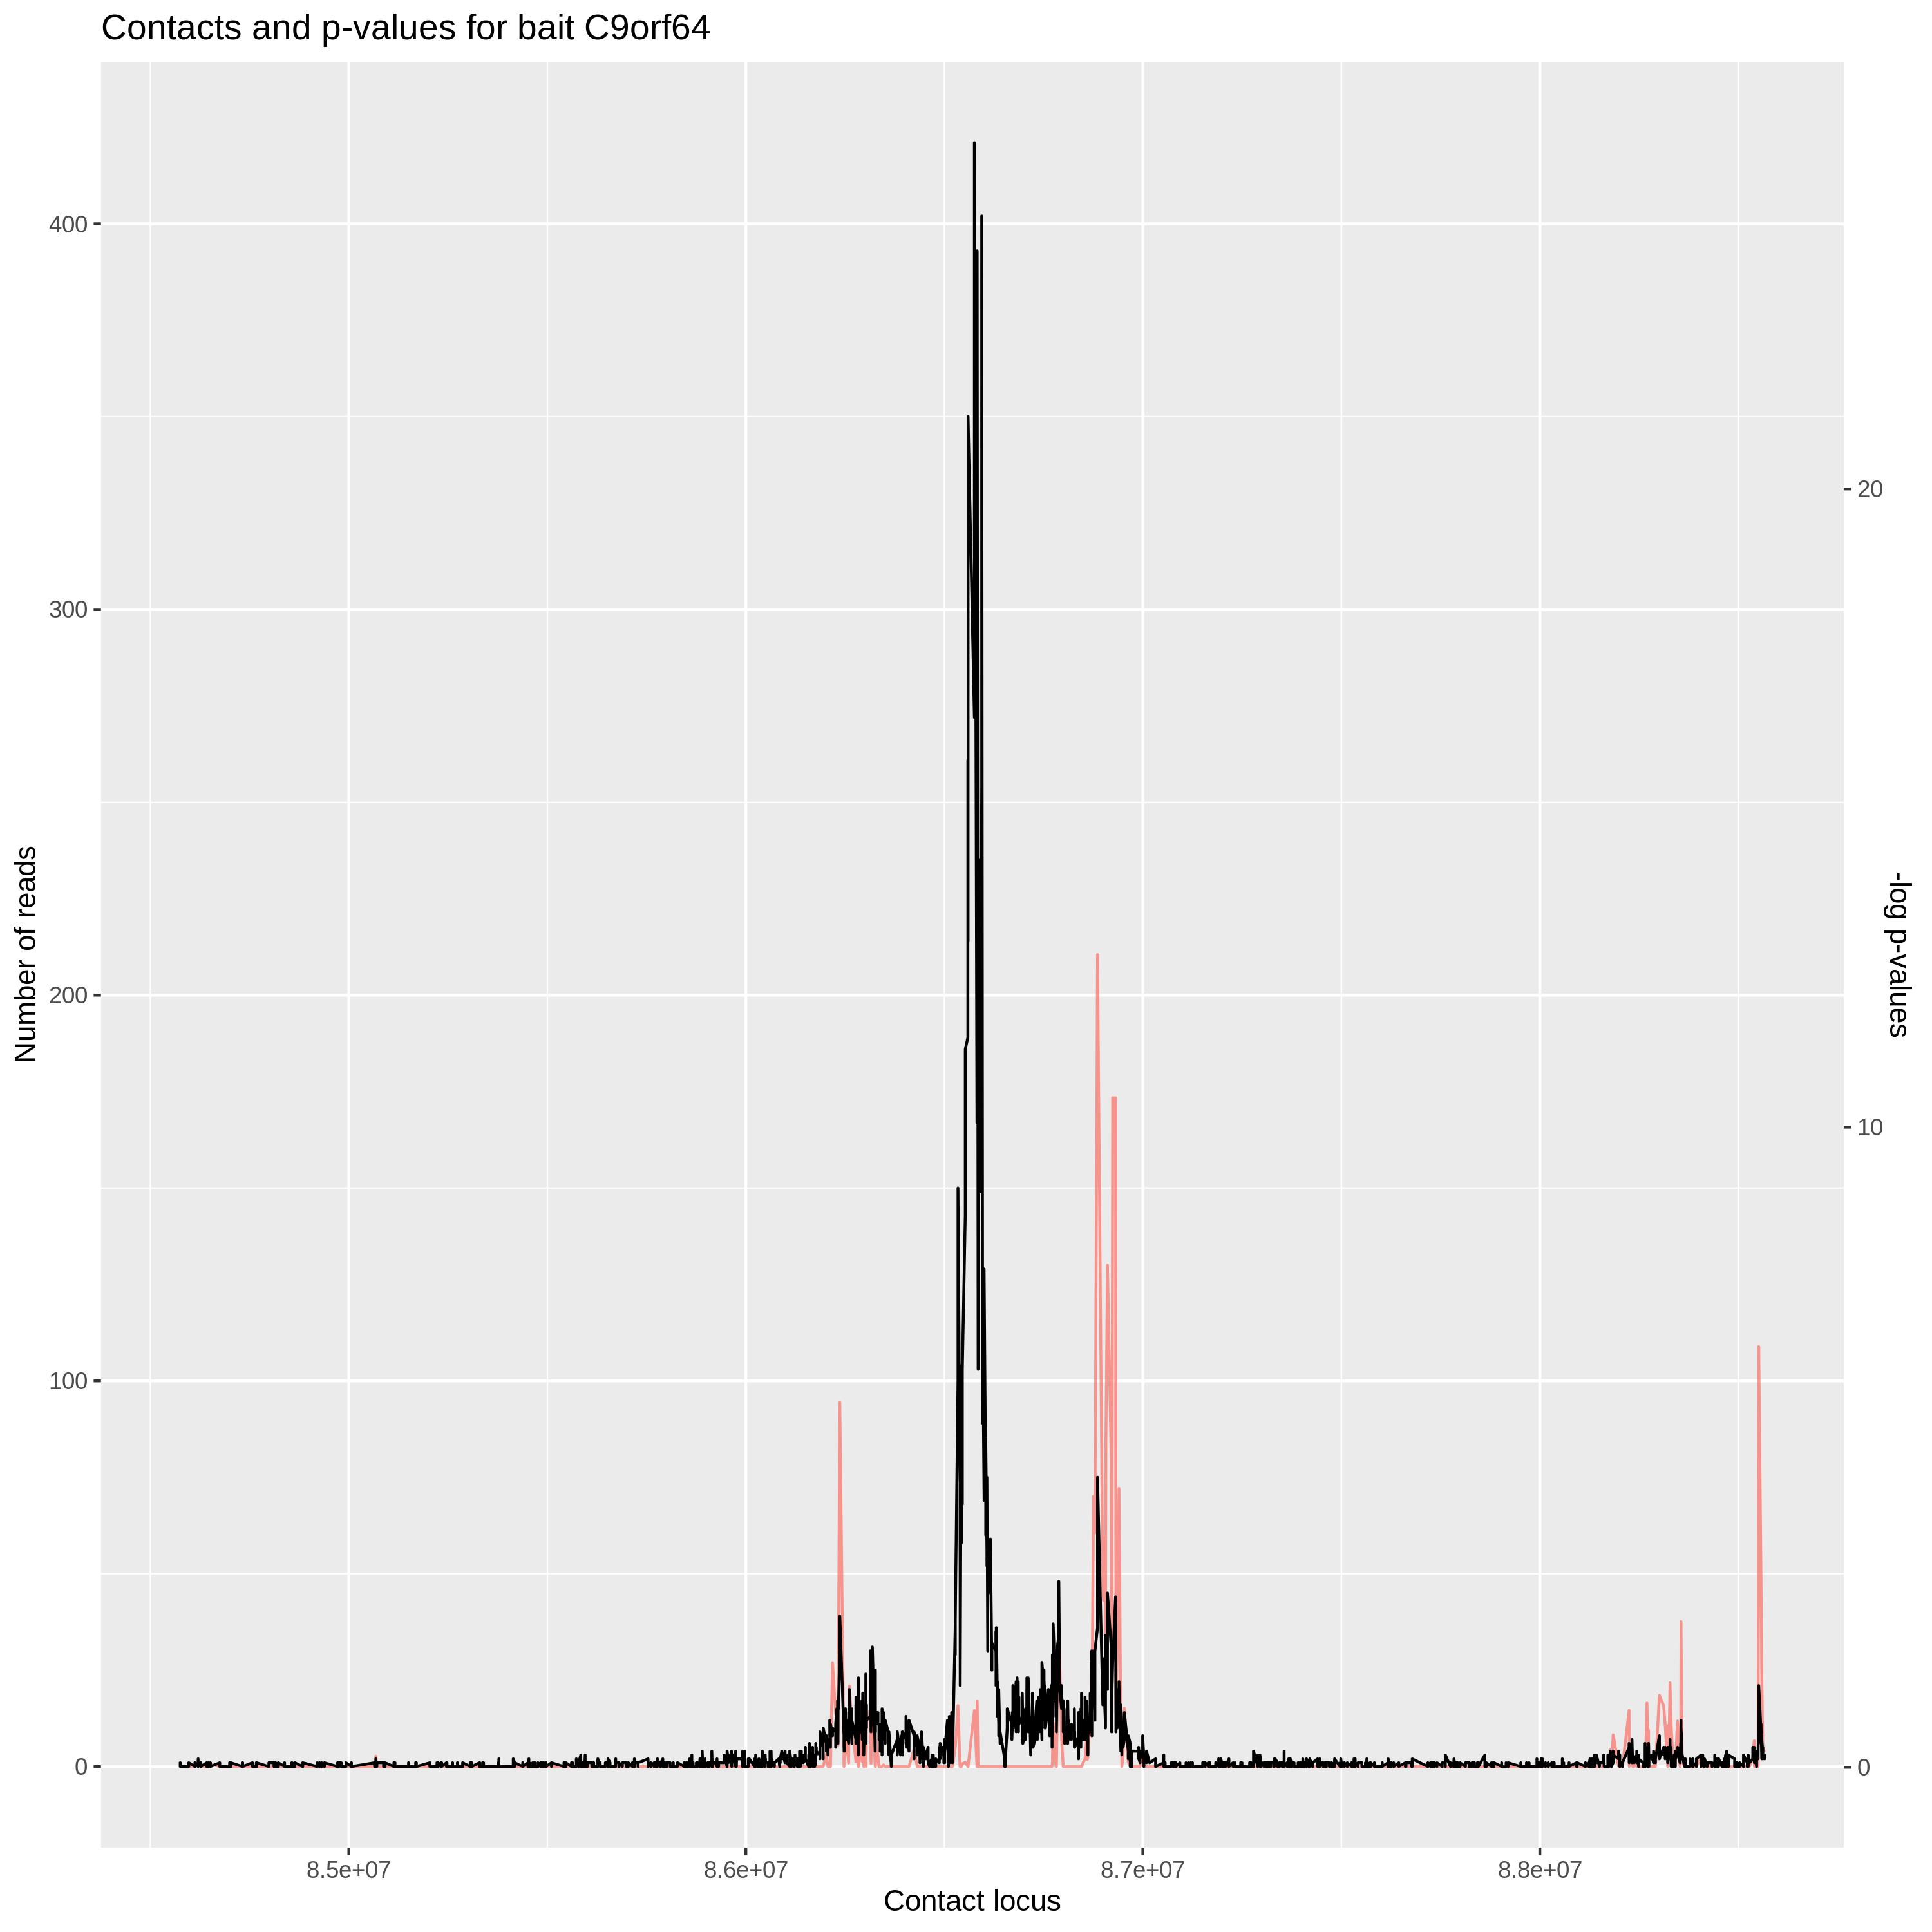 Contacts and p-values for bait C9orf64
Number of reads
400
300
200
100
0
20
10
0
-log p-values
8.5e+07
8.6e+07
8.7e+07
8.8e+07
Contact locus